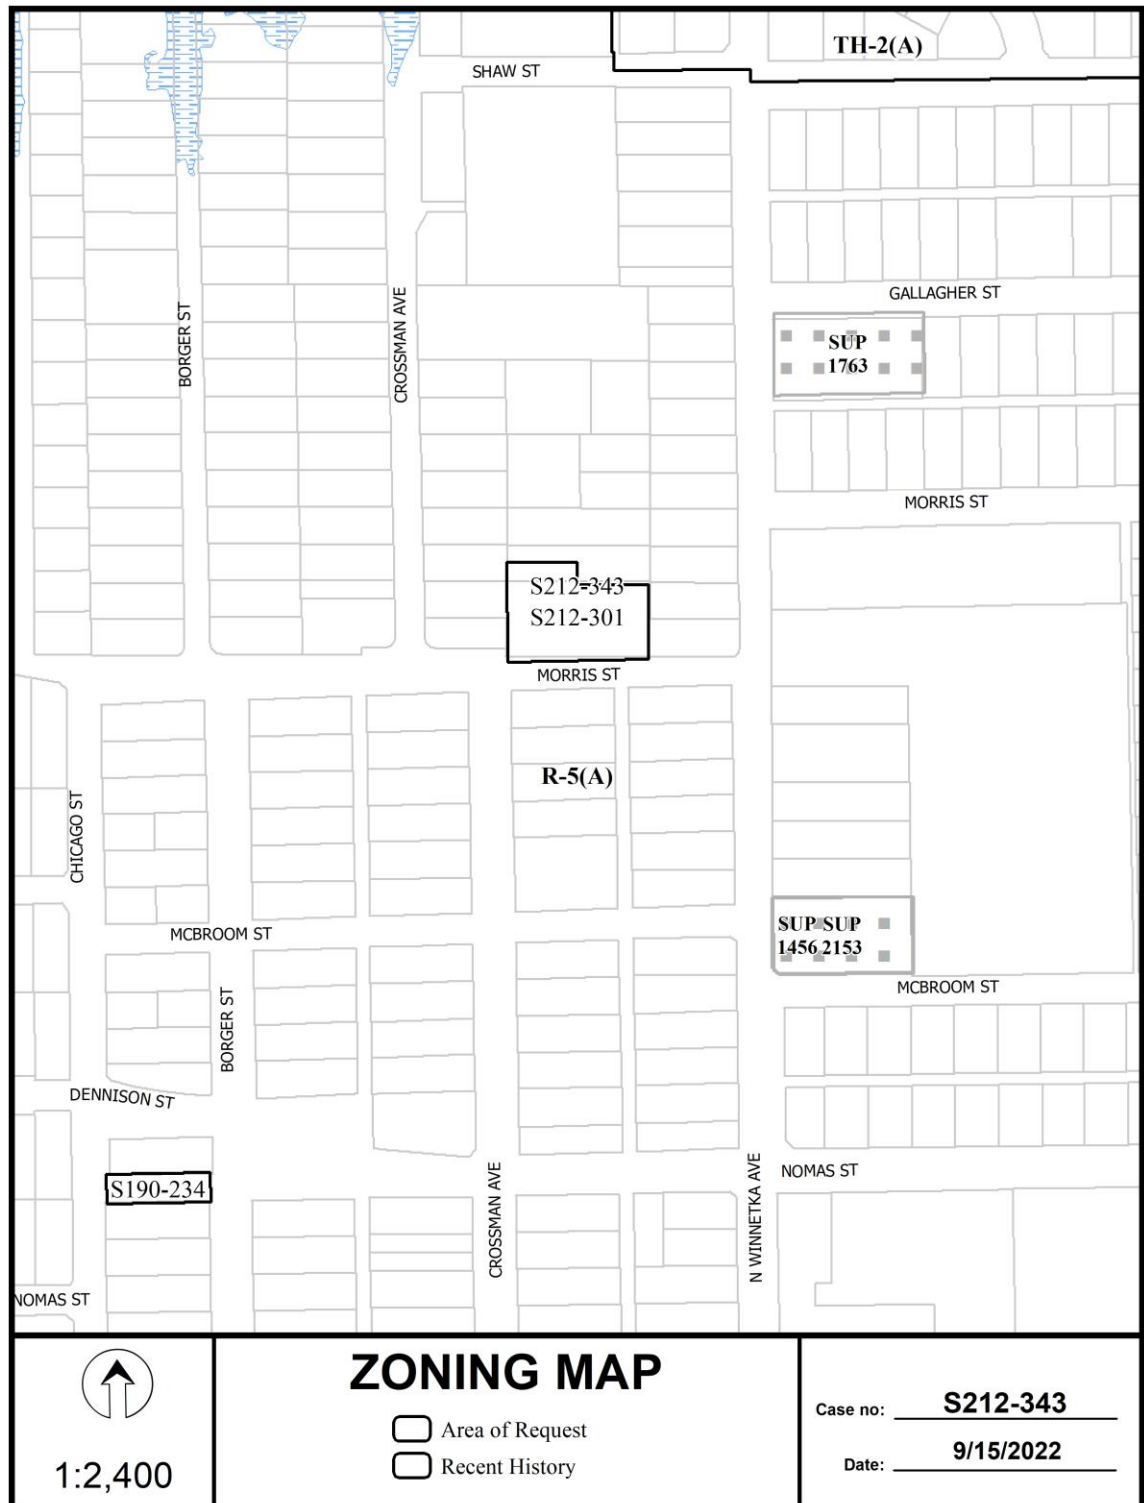 TH-2(A)
SHAW ST
GALLAGHER ST
BORGER ST
CROSSMAN AVE
SUP
1763
MORRIS ST
S212-343
S212-301
MORRIS ST
R-5(A)
CHICAGO ST
MCBROOM ST
SUP SUP
1456 2153
MCBROOM ST
BORGER ST
DENNISON ST
NOMAS ST
S190-234
CROSSMAN AVE
N WINNETKA AVE
NOMAS ST
1:2,400
ZONING MAP
Area of Request
Recent History
Case no: S212-343
Date: 9/15/2022